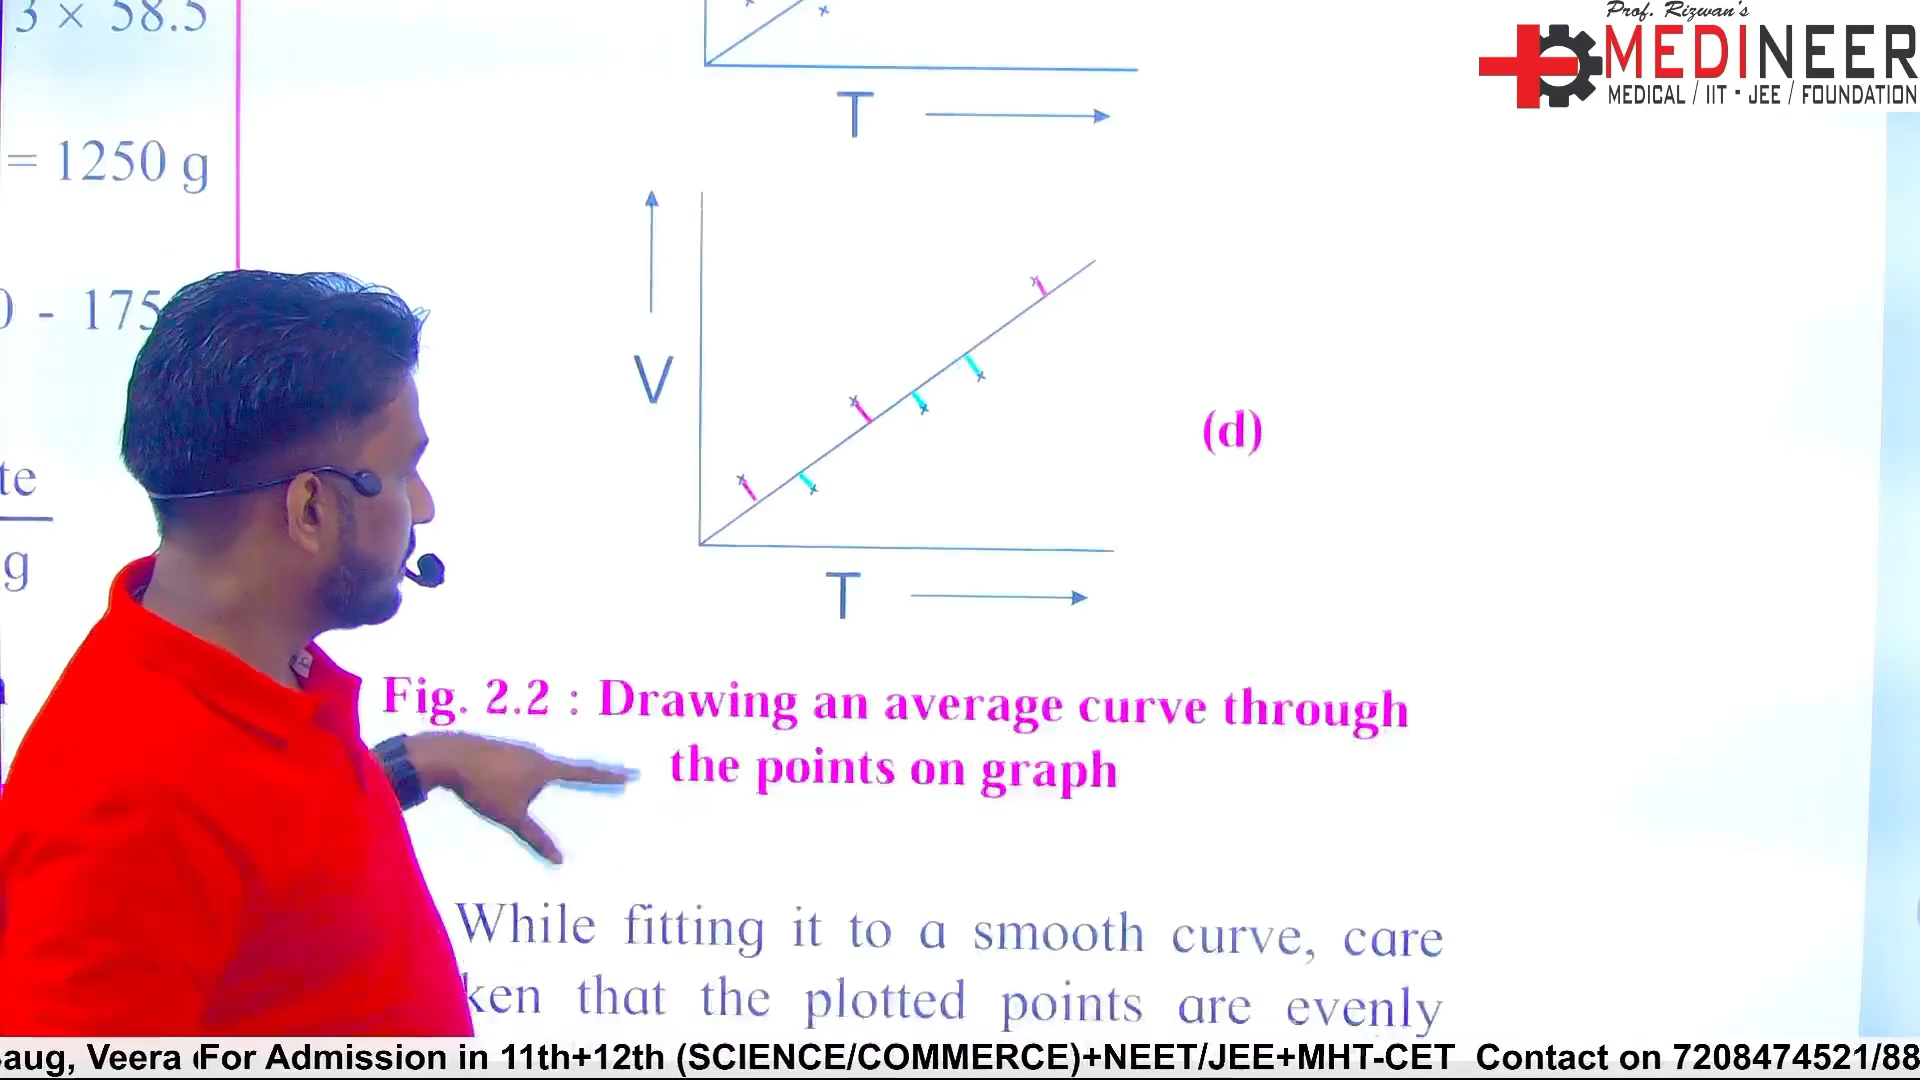 3 × 58.5
= 1250 g
- 175
te
g
T
V
(d)
T
Fig. 2.2 : Drawing an average curve through
the points on graph
While fitting it to a smooth curve, care
ken that the plotted points are evenly
Prof. Rizwan's
MEDINEER
MEDICAL / IIT - JEE / FOUNDATION
aug, Veera For Admission in 11th+12th (SCIENCE/COMMERCE)+NEET/JEE+MHT-CET Contact on 7208474521/88